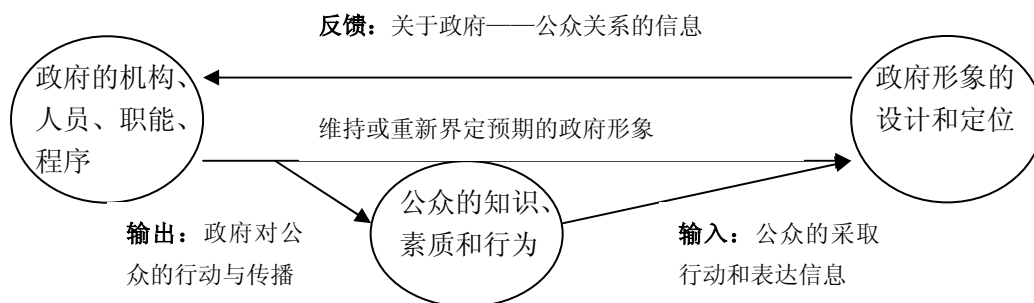 反馈：关于政府——公众关系的信息
政府的机构、
人员、职能、
程序
政府形象的
设计和定位
维持或重新界定预期的政府形象
公众的知识、
素质和行为
输出：政府对公
众的行动与传播
输入：公众的采取
行动和表达信息